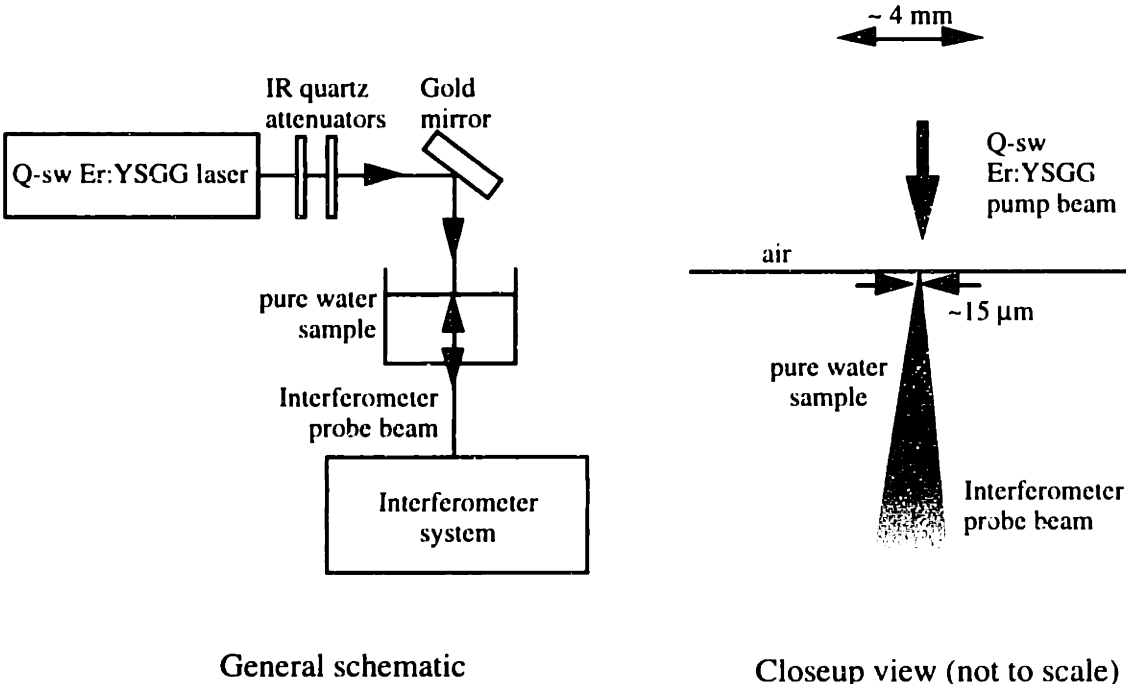 ~ 4 mm
IR quartz
attenuators
Gold
mirror
Q-sw Er:YSGG laser
Q-sw
Er:YSGG
pump beam
air
pure water
sample
~15 μm
pure water
sample
Interferometer
probe beam
Interferometer
system
Interferometer
probe beam
General schematic
Closeup view (not to scale)